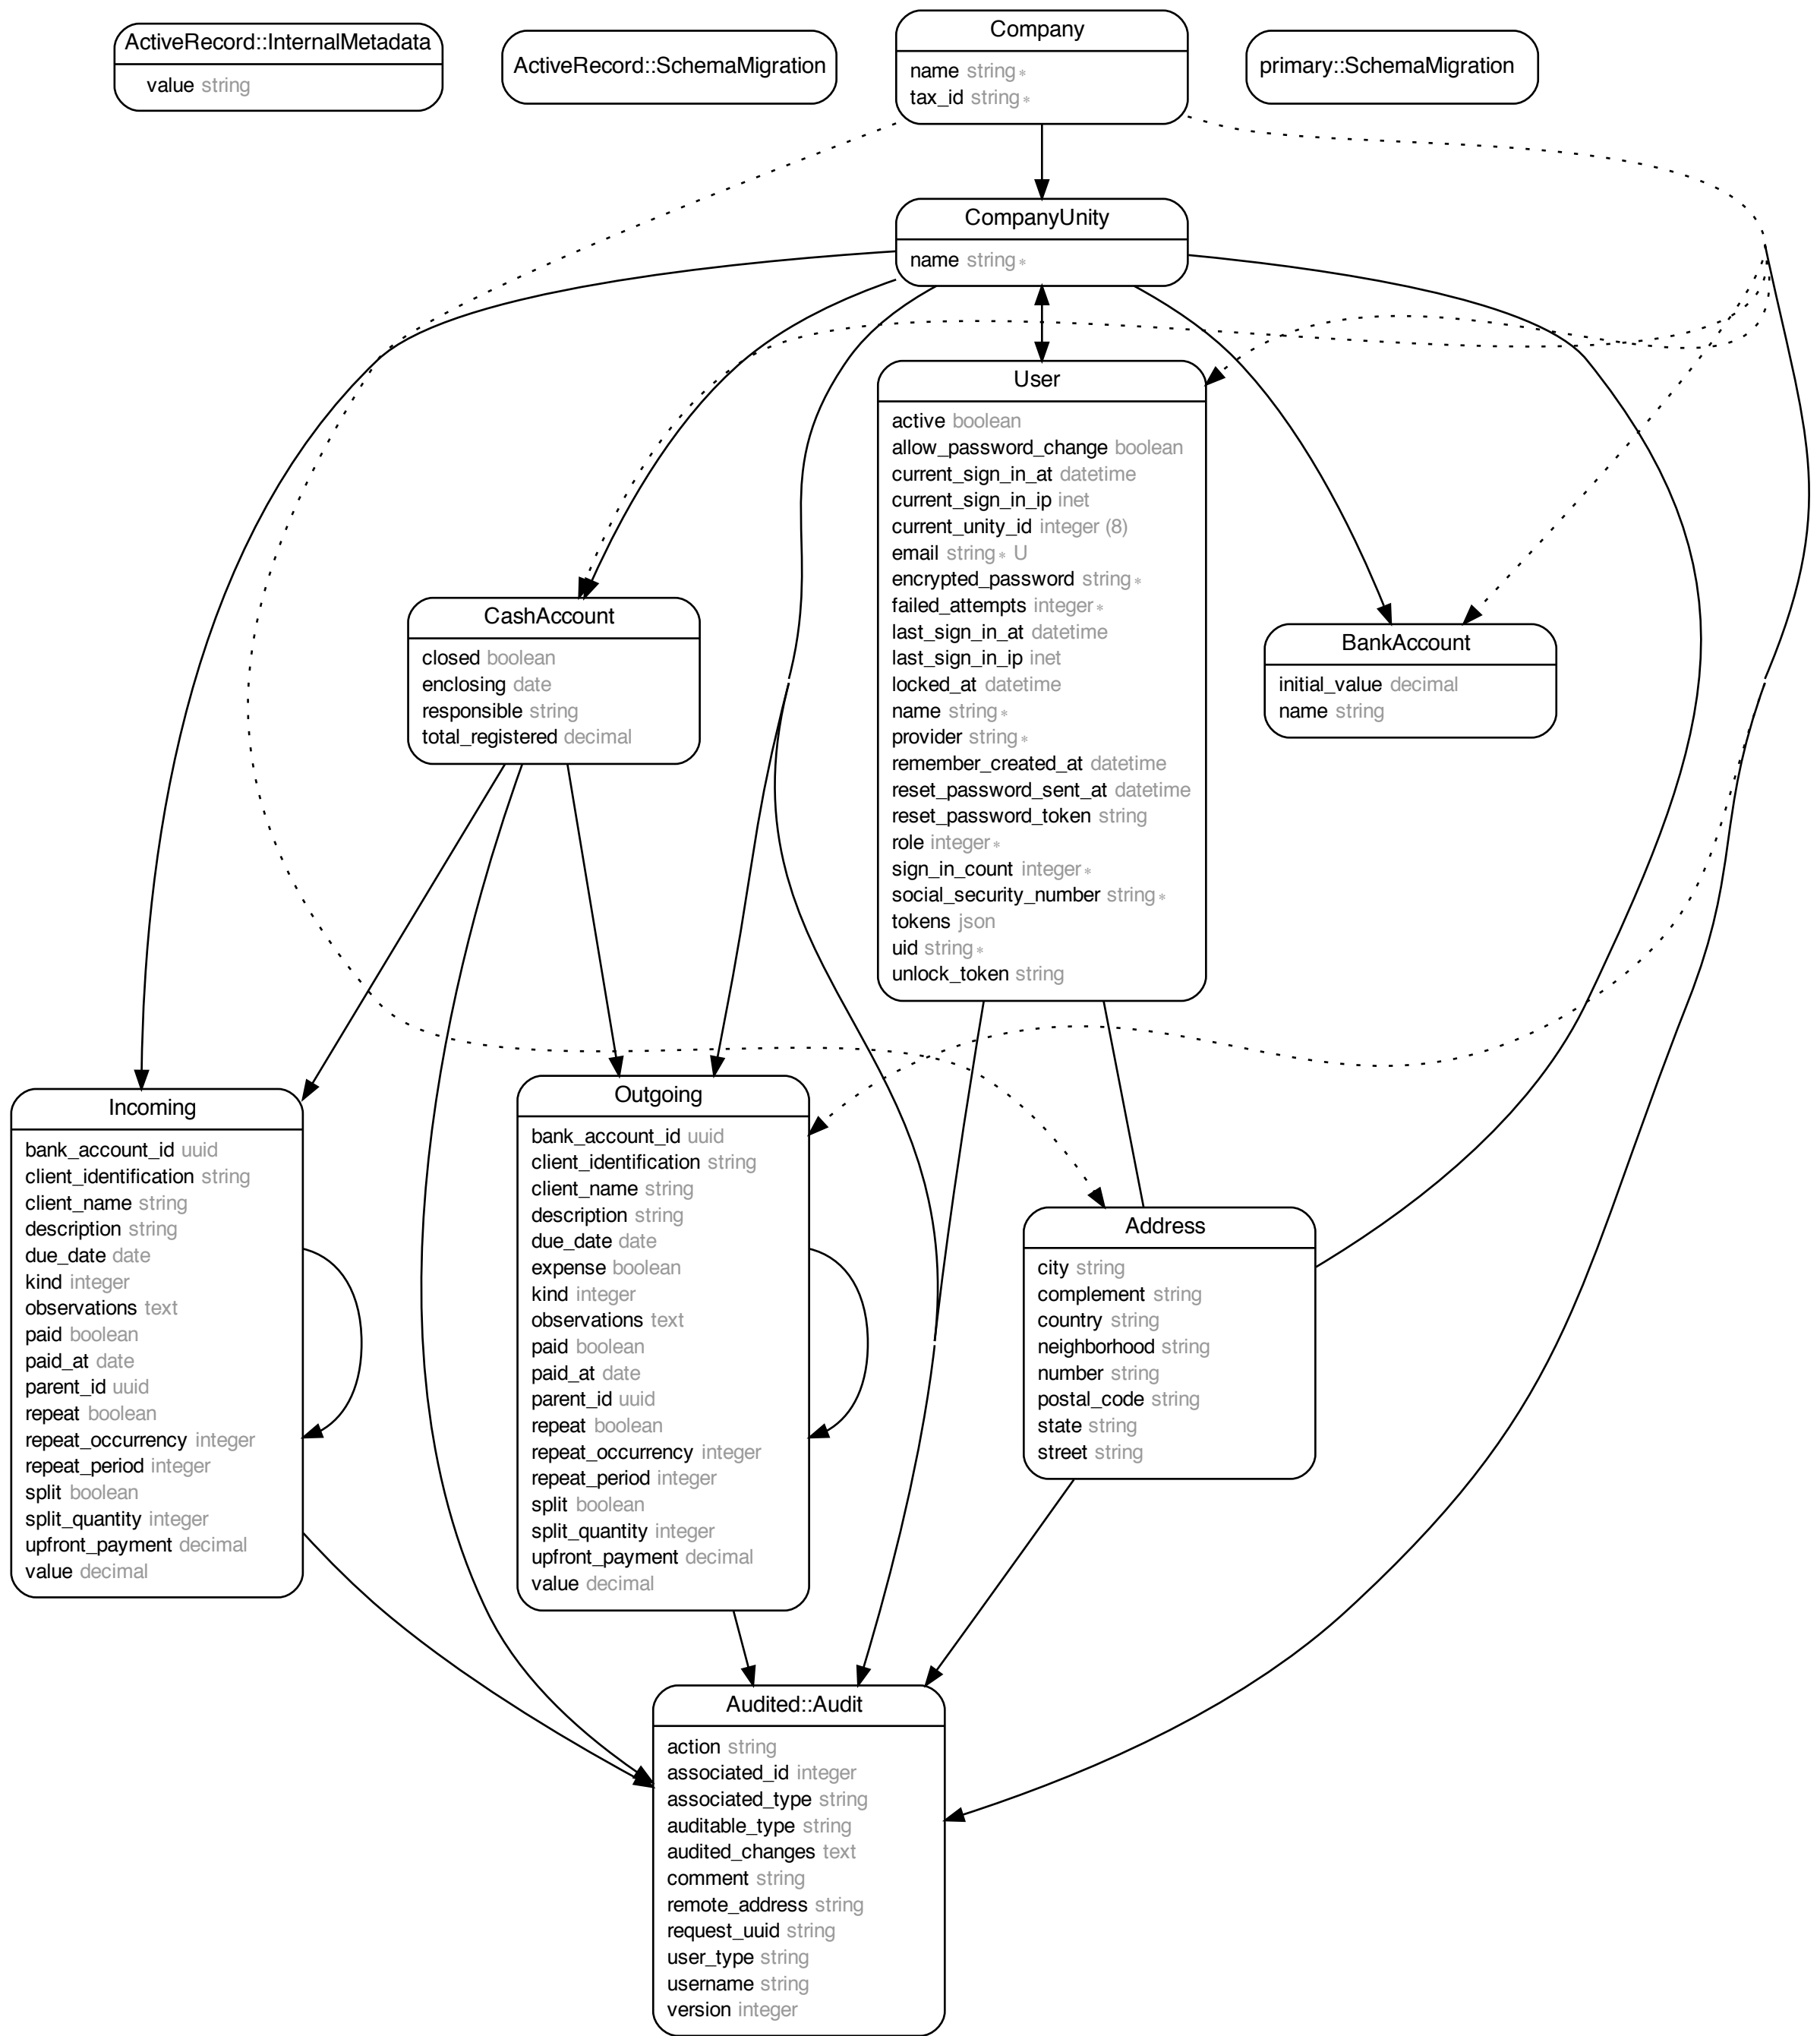 ActiveRecord::InternalMetadata
value string
ActiveRecord::SchemaMigration
Company
name string∗
tax_id string∗
primary::SchemaMigration
CompanyUnity
name string∗
User
active boolean
allow_password_change boolean
current_sign_in_at datetime
current_sign_in_ip inet
current_unity_id integer (8)
email string∗ U
encrypted_password string∗
failed_attempts integer∗
last_sign_in_at datetime
last_sign_in_ip inet
locked_at datetime
name string∗
provider string∗
remember_created_at datetime
reset_password_sent_at datetime
reset_password_token string
role integer∗
sign_in_count integer∗
social_security_number string∗
tokens json
uid string∗
unlock_token string
CashAccount
closed boolean
enclosing date
responsible string
total_registered decimal
BankAccount
initial_value decimal
name string
Incoming
bank_account_id uuid
client_identification string
client_name string
description string
due_date date
kind integer
observations text
paid boolean
paid_at date
parent_id uuid
repeat boolean
repeat_occurrency integer
repeat_period integer
split boolean
split_quantity integer
upfront_payment decimal
value decimal
Outgoing
bank_account_id uuid
client_identification string
client_name string
description string
due_date date
expense boolean
kind integer
observations text
paid boolean
paid_at date
parent_id uuid
repeat boolean
repeat_occurrency integer
repeat_period integer
split boolean
split_quantity integer
upfront_payment decimal
value decimal
Address
city string
complement string
country string
neighborhood string
number string
postal_code string
state string
street string
Audited::Audit
action string
associated_id integer
associated_type string
auditable_type string
audited_changes text
comment string
remote_address string
request_uuid string
user_type string
username string
version integer